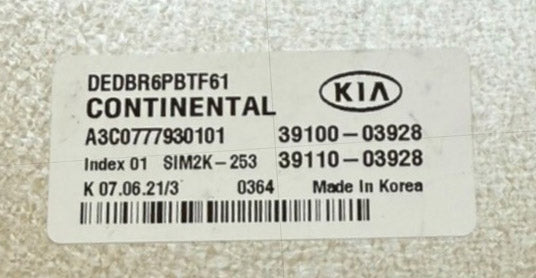 DEDBR6PBTF61
CONTINENTAL KIA
A3C0777930101 39100-03928
Index 01 SIM2K-253 39110-03928
K 07.06.21/3 0364 Made In Korea